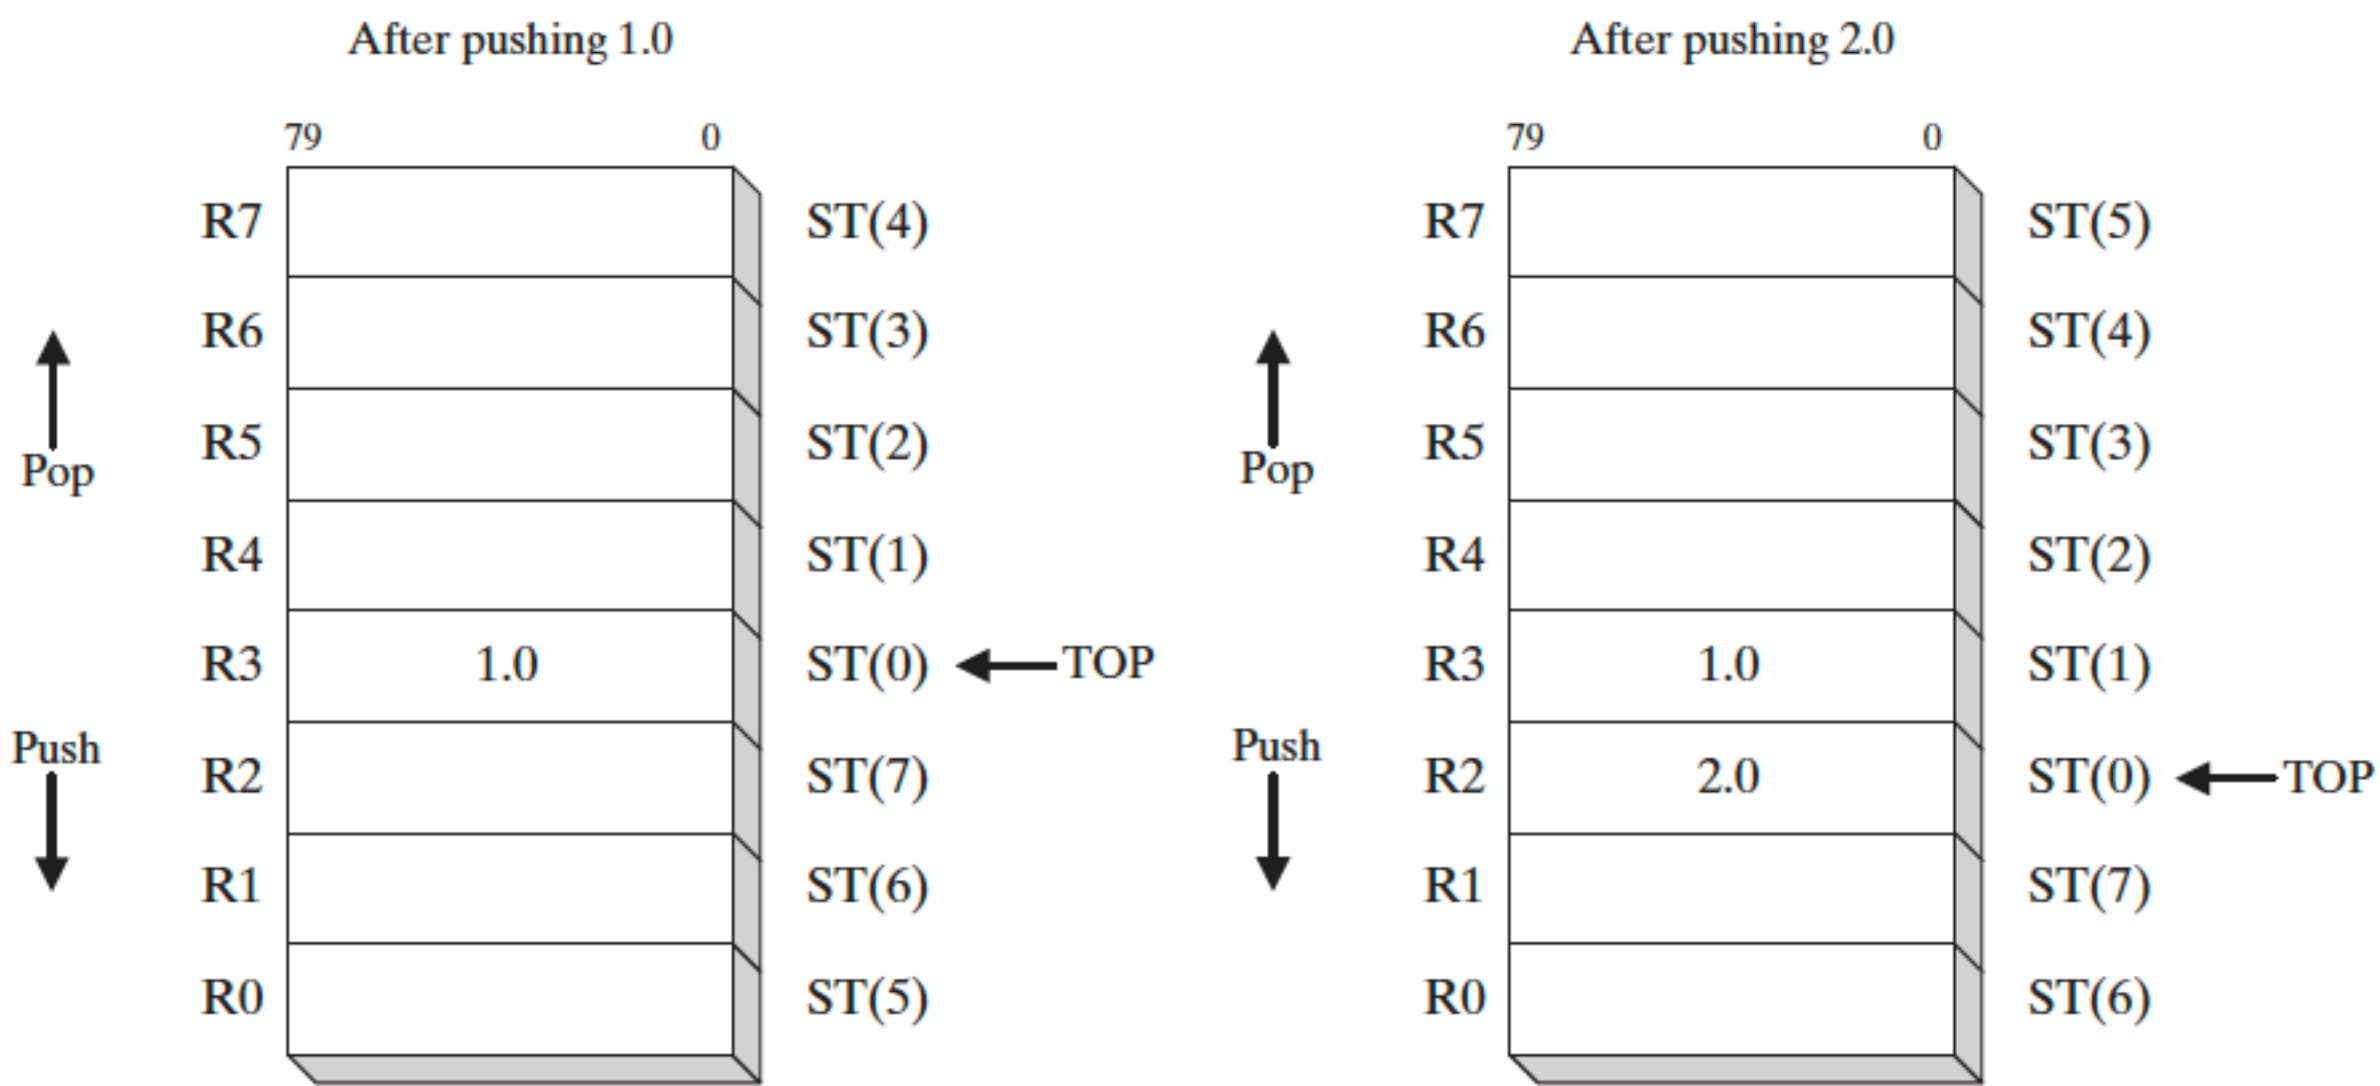 After pushing 1.0
79 0
R7 ST(4)
R6 ST(3)
Pop
R5 ST(2)
R4 ST(1)
R3 1.0 ST(0) TOP
Push
R2 ST(7)
R1 ST(6)
R0 ST(5)
After pushing 2.0
79 0
R7 ST(5)
R6 ST(4)
Pop
R5 ST(3)
R4 ST(2)
R3 1.0 ST(1)
Push
R2 2.0 ST(0) TOP
R1 ST(7)
R0 ST(6)